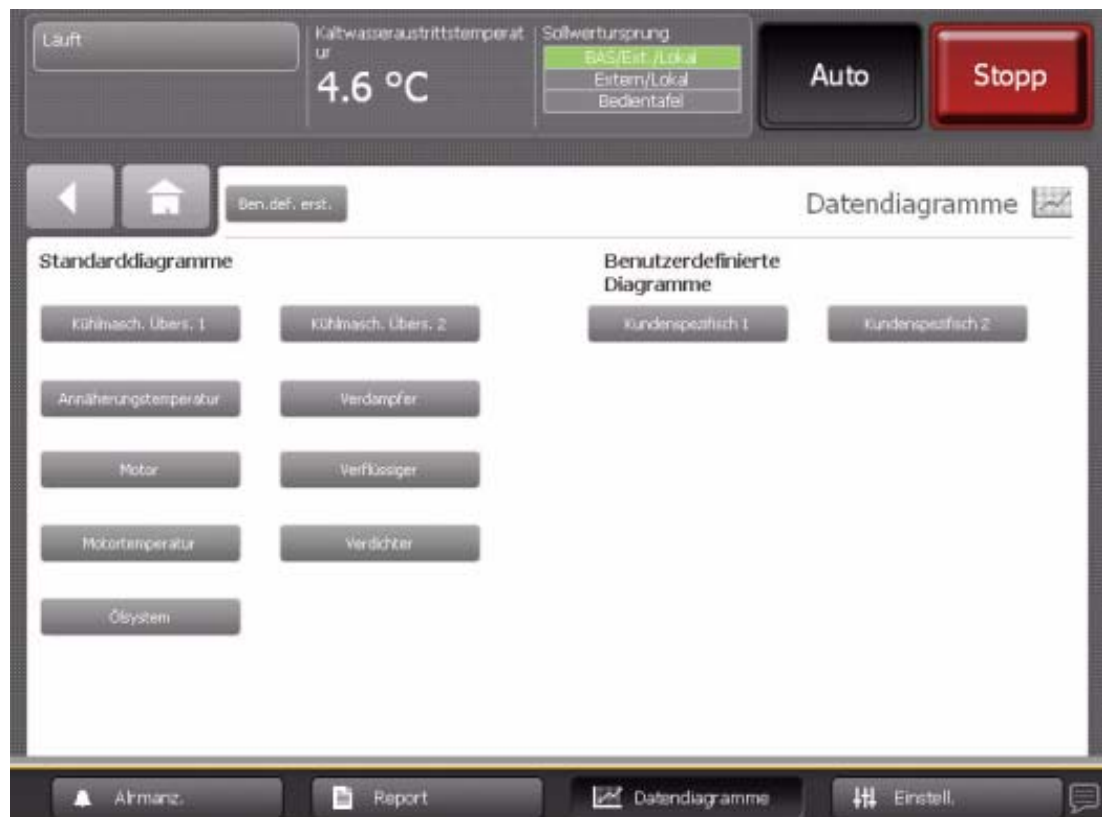 Läuft
Kaltwasseraustrittstemperat
ur
4.6 °C
Sollwertursprung
BAS/Ext./Lokal
Extern/Lokal
Bedientafel
Auto
Stopp
Ben.def. erst.
Datendiagramme
Standarddiagramme
Benutzerdefinierte
Diagramme
Kühlmasch. Übers. 1
Kühlmasch. Übers. 2
Kundenspezifisch 1
Kundenspezifisch 2
Annäherungstemperatur
Verdampfer
Motor
Verflüssiger
Motortemperatur
Verdichter
Ölsystem
Alrmanz.
Report
Datendiagramme
Einstell.